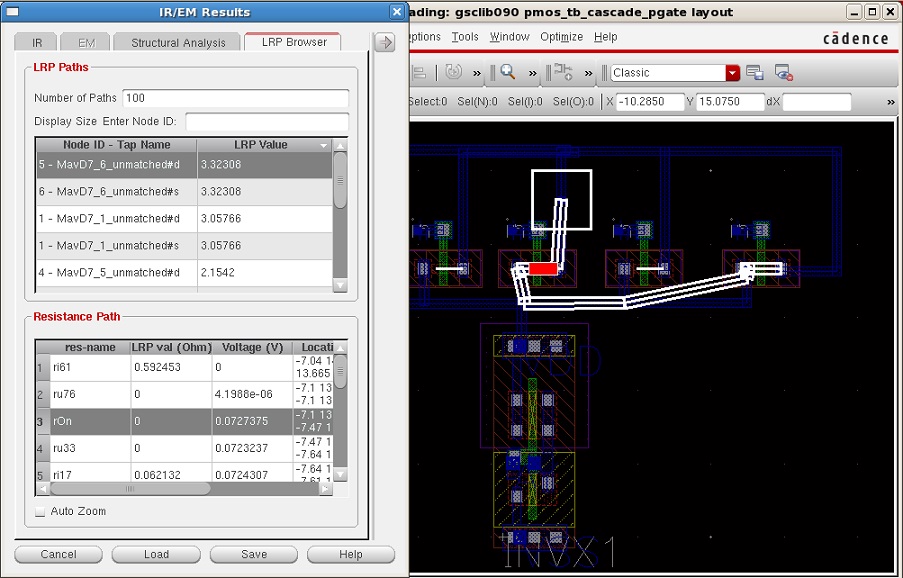 IR/EM Results
IR
EM
Structural Analysis
LRP Browser
LRP Paths
Number of Paths 100
Display Size Enter Node ID:
Node ID - Tap Name LRP Value
5 - MavD7_6_unmatched#d 3.32308
6 - MavD7_6_unmatched#s 3.32308
1 - MavD7_1_unmatched#d 3.05766
1 - MavD7_1_unmatched#s 3.05766
4 - MavD7_5_unmatched#d 2.1542
Resistance Path
res-name LRP val (Ohm) Voltage (V) Locati
1 ri61 0.592453 0 -7.04 1
13.665
2 ru76 0 4.1988e-06 -7.1 13
-7.1 13
3 rOn 0 0.0727375 -7.1 13
-7.47 1
4 ru33 0 0.0723237 -7.47 1
-7.64 1
5 ri17 0.062132 0.0724307 -7.64 1
-7.61 1
Auto Zoom
Cancel
Load
Save
Help
ading: gsclib090 pmos_tb_cascade_pgate layout
ptions Tools Window Optimize Help
cādence
» » » Classic
Select:0 Sel(N):0 Sel(I):0 Sel(O):0 X -10.2850 Y 15.0750 dX »
INVX1